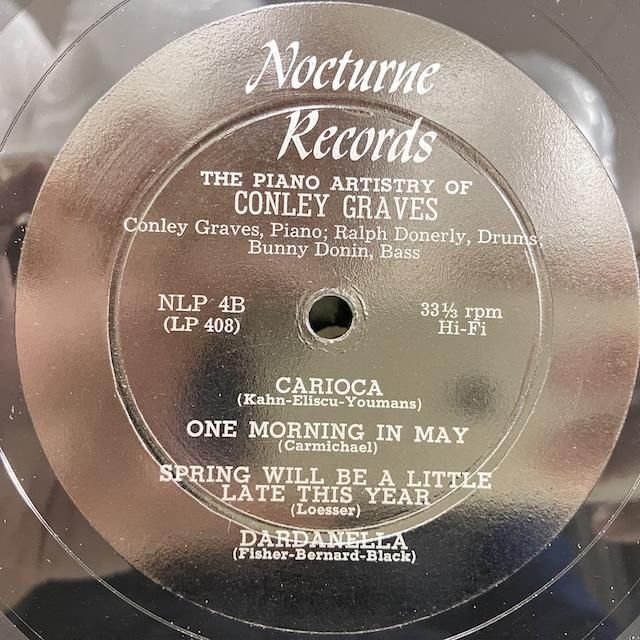 Nocturne
Records
THE PIANO ARTISTRY OF
CONLEY GRAVES
Conley Graves, Piano; Ralph Donerly, Drums;
Bunny Donin, Bass
NLP 4B
(LP 408)
33⅓ rpm
Hi-Fi
CARIOCA
(Kahn-Eliscu-Youmans)
ONE MORNING IN MAY
(Carmichael)
SPRING WILL BE A LITTLE
LATE THIS YEAR
(Loesser)
DARDANELLA
(Fisher-Bernard-Black)